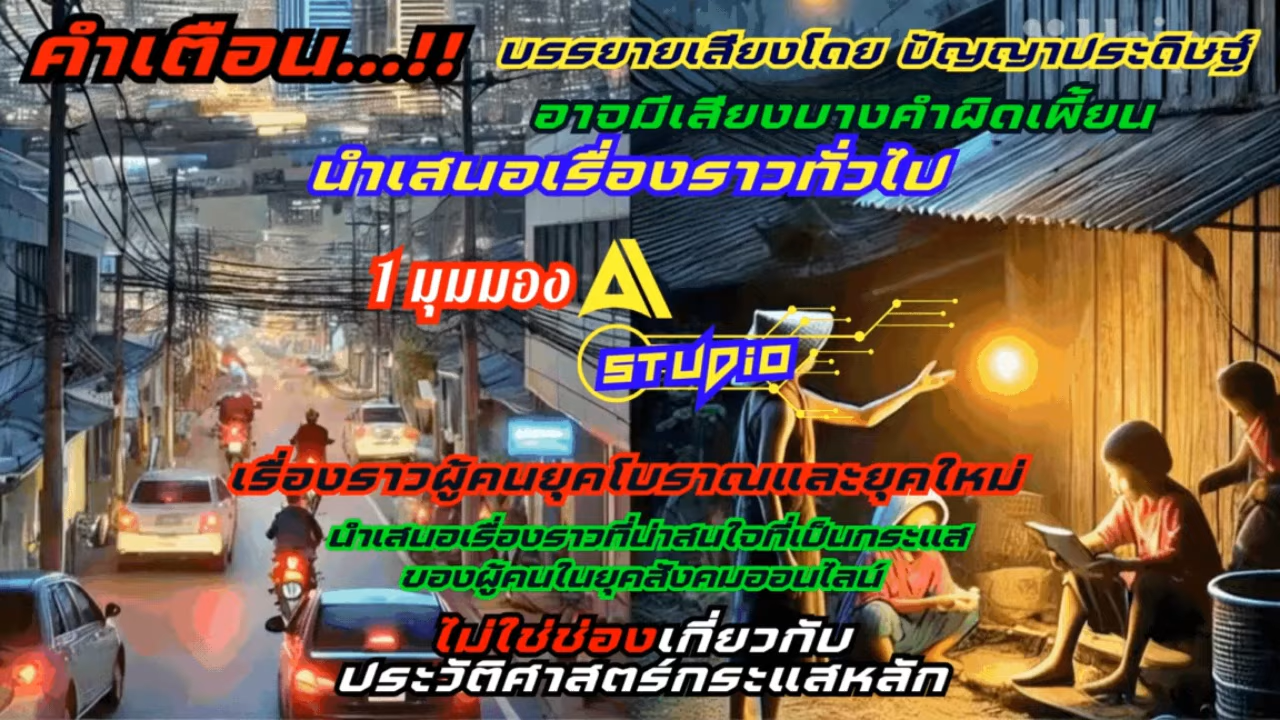 คำเตือน...!! บรรยายเสียงโดย ปัญญาประดิษฐ์
อาจมีเสียงบางคำผิดเพี้ยน
นำเสนอเรื่องราวทั่วไป
1 มุมมอง AI
STUDIO
เรื่องราวผู้คนยุคโบราณและยุคใหม่
นำเสนอเรื่องราวที่น่าสนใจที่เป็นกระแส
ของผู้คนในยุคสังคมออนไลน์
ไม่ใช่ช่องเกี่ยวกับ
ประวัติศาสตร์กระแสหลัก